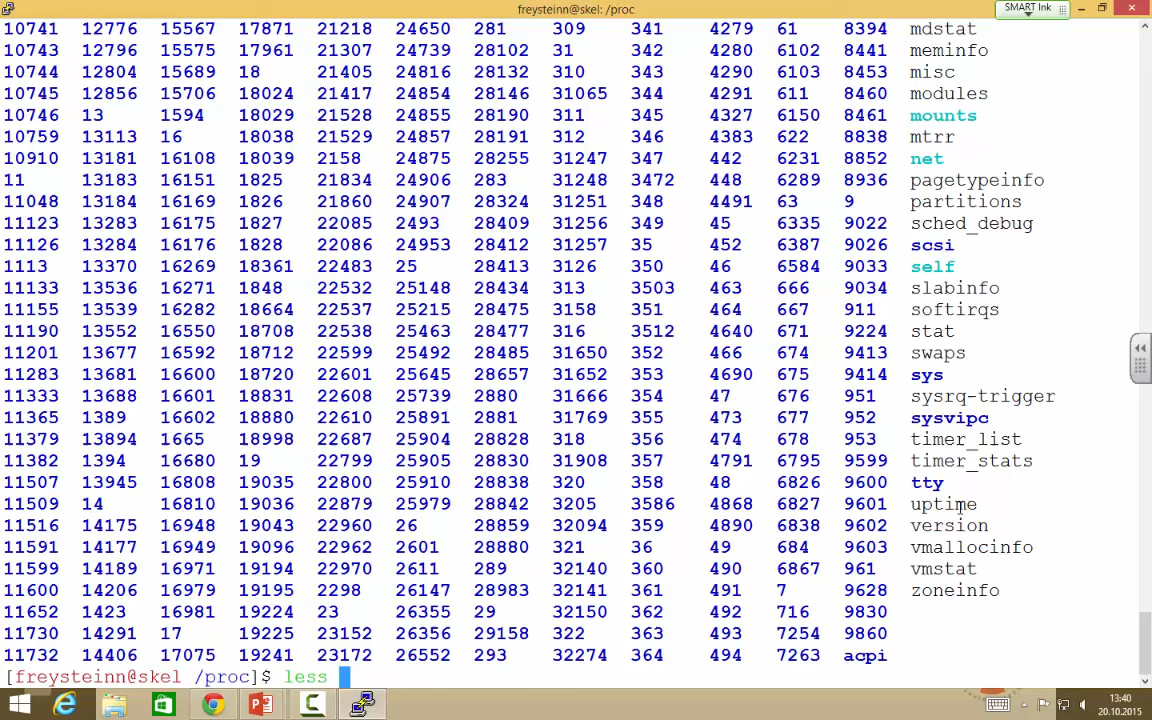 freysteinn@skel: /proc
SMART Ink
10741 12776 15567 17871 21218 24650 281 309 341 4279 61 8394 mdstat
10743 12796 15575 17961 21307 24739 28102 31 342 4280 6102 8441 meminfo
10744 12804 15689 18 21405 24816 28132 310 343 4290 6103 8453 misc
10745 12856 15706 18024 21417 24854 28146 31065 344 4291 611 8460 modules
10746 13 1594 18029 21528 24855 28190 311 345 4327 6150 8461 mounts
10759 13113 16 18038 21529 24857 28191 312 346 4383 622 8838 mtrr
10910 13181 16108 18039 2158 24875 28255 31247 347 442 6231 8852 net
11 13183 16151 1825 21834 24906 283 31248 3472 448 6289 8936 pagetypeinfo
11048 13184 16169 1826 21860 24907 28324 31251 348 4491 63 9 partitions
11123 13283 16175 1827 22085 2493 28409 31256 349 45 6335 9022 sched_debug
11126 13284 16176 1828 22086 24953 28412 31257 35 452 6387 9026 scsi
1113 13370 16269 18361 22483 25 28413 3126 350 46 6584 9033 self
11133 13536 16271 1848 22532 25148 28434 313 3503 463 666 9034 slabinfo
11155 13539 16282 18664 22537 25215 28475 3158 351 464 667 911 softirqs
11190 13552 16550 18708 22538 25463 28477 316 3512 4640 671 9224 stat
11201 13677 16592 18712 22599 25492 28485 31650 352 466 674 9413 swaps
11283 13681 16600 18720 22601 25645 28657 31652 353 4690 675 9414 sys
11333 13688 16601 18831 22608 25739 2880 31666 354 47 676 951 sysrq-trigger
11365 1389 16602 18880 22610 25891 2881 31769 355 473 677 952 sysvipc
11379 13894 1665 18998 22687 25904 28828 318 356 474 678 953 timer_list
11382 1394 16680 19 22799 25905 28830 31908 357 4791 6795 9599 timer_stats
11507 13945 16808 19035 22800 25910 28838 320 358 48 6826 9600 tty
11509 14 16810 19036 22879 25979 28842 3205 3586 4868 6827 9601 uptime
11516 14175 16948 19043 22960 26 28859 32094 359 4890 6838 9602 version
11591 14177 16949 19096 22962 2601 28880 321 36 49 684 9603 vmallocinfo
11599 14189 16971 19194 22970 2611 289 32140 360 490 6867 961 vmstat
11600 14206 16979 19195 2298 26147 28983 32141 361 491 7 9628 zoneinfo
11652 1423 16981 19224 23 26355 29 32150 362 492 716 9830
11730 14291 17 19225 23152 26356 29158 322 363 493 7254 9860
11732 14406 17075 19241 23172 26552 293 32274 364 494 7263 acpi
[freysteinn@skel /proc]$ less
13:40
20.10.2015